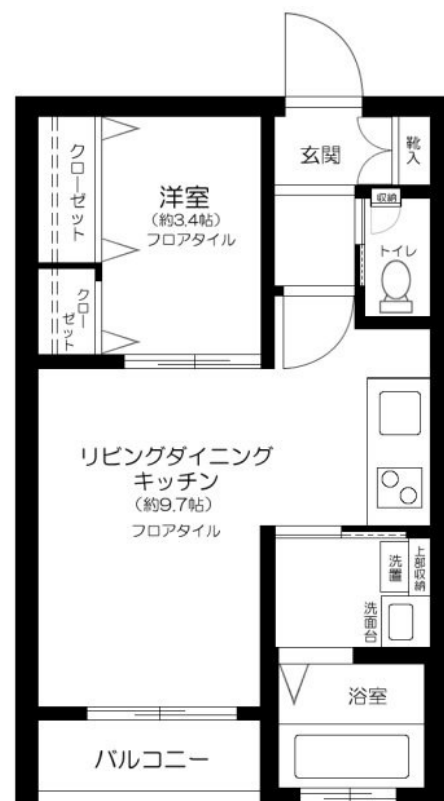 玄関
靴入
収納
トイレ
クローゼット
洋室
(約3.4帖)
フロアタイル
クロー
ゼット
リビングダイニング
キッチン
(約9.7帖)
フロアタイル
上部収納
洗置
洗面台
浴室
バルコニー